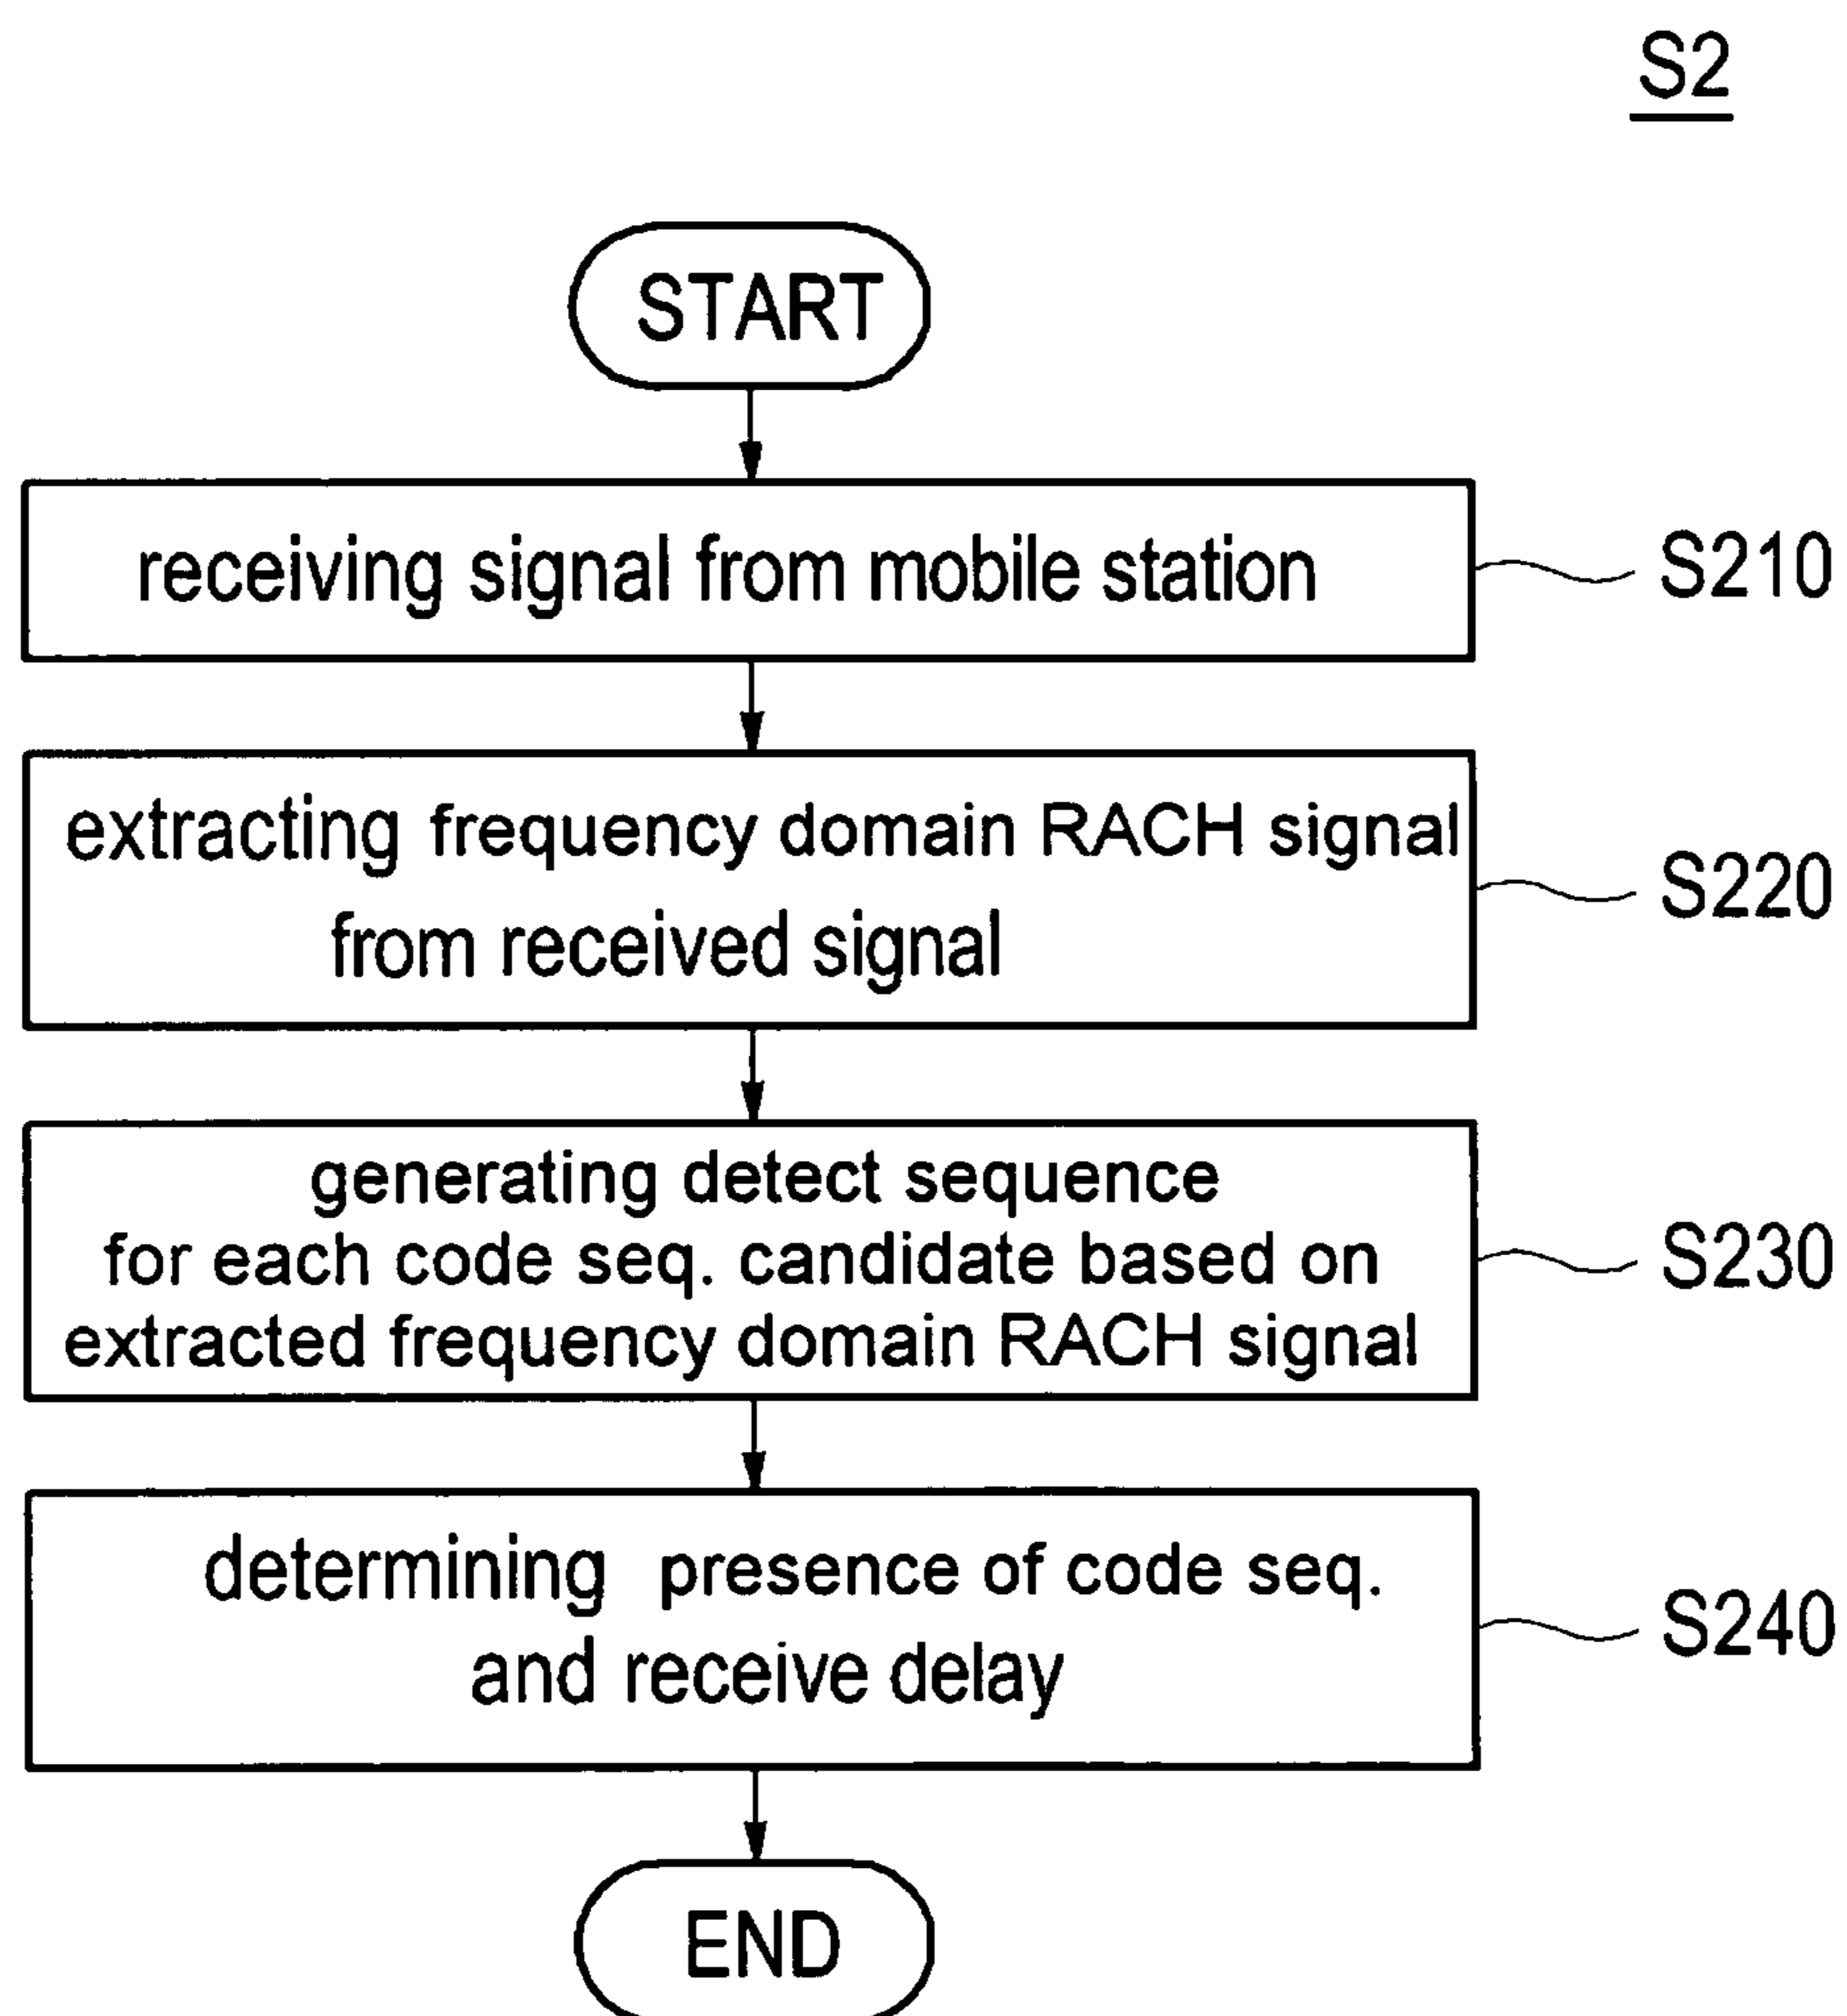 S2
START
receiving signal from mobile station
S210
extracting frequency domain RACH signal
from received signal
S220
generating detect sequence
for each code seq. candidate based on
extracted frequency domain RACH signal
S230
determining presence of code seq.
and receive delay
S240
END